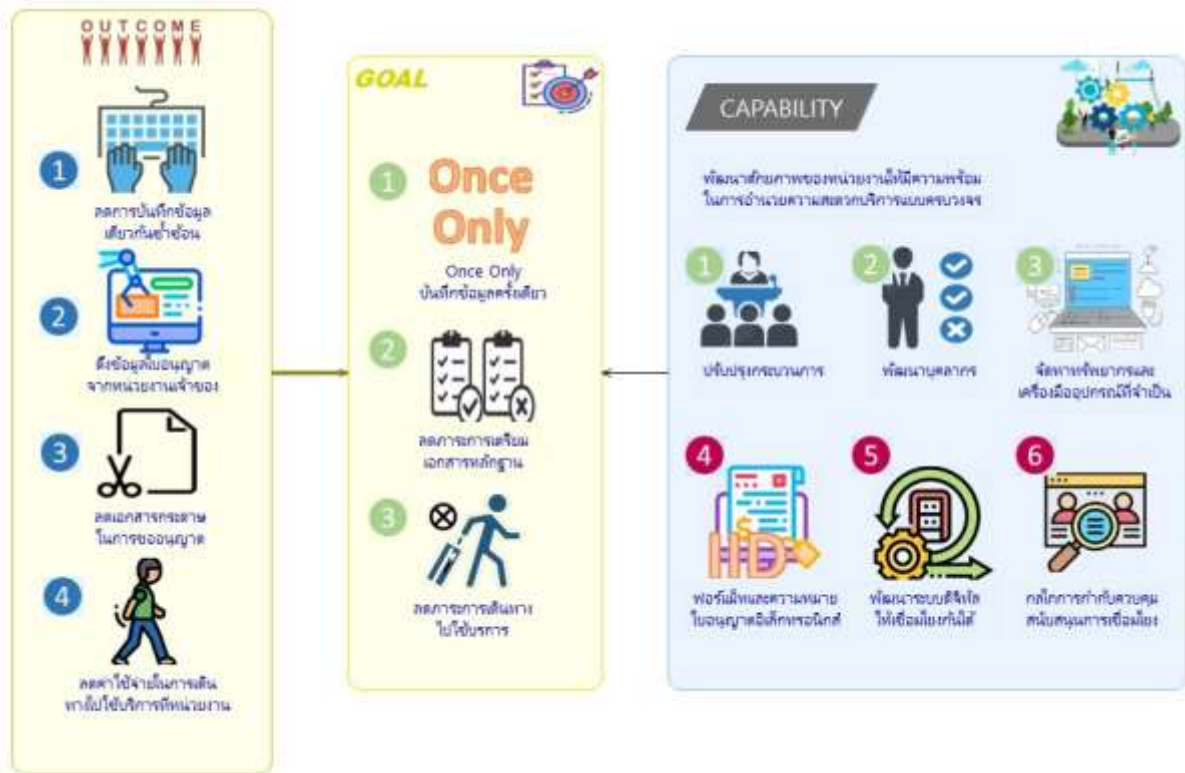 OUTCOME
1
ลดการบันทึกข้อมูล
เดียวกันซ้ำซ้อน
2
ดึงข้อมูลใบอนุญาต
จากหน่วยงานเจ้าของ
3
ลดเอกสารกระดาษ
ในการขออนุญาต
4
ลดค่าใช้จ่ายในการเดิน
ทางไปใช้บริการที่หน่วยงาน
GOAL
1
Once
Only
Once Only
บันทึกข้อมูลครั้งเดียว
2
ลดภาระการเตรียม
เอกสารหลักฐาน
3
ลดภาระการเดินทาง
ไปใช้บริการ
CAPABILITY
พัฒนาศักยภาพของหน่วยงานให้มีความพร้อม
ในการอำนวยความสะดวกบริการแบบครบวงจร
1
ปรับปรุงกระบวนการ
2
พัฒนาบุคลากร
3
จัดหาทรัพยากรและ
เครื่องมืออุปกรณ์ที่จำเป็น
4
ฟอร์แม็ทและความหมาย
ใบอนุญาตอิเล็กทรอนิกส์
5
พัฒนาระบบดิจิทัล
ให้เชื่อมโยงกันได้
6
กลไกการกำกับควบคุม
สนับสนุนการเชื่อมโยง